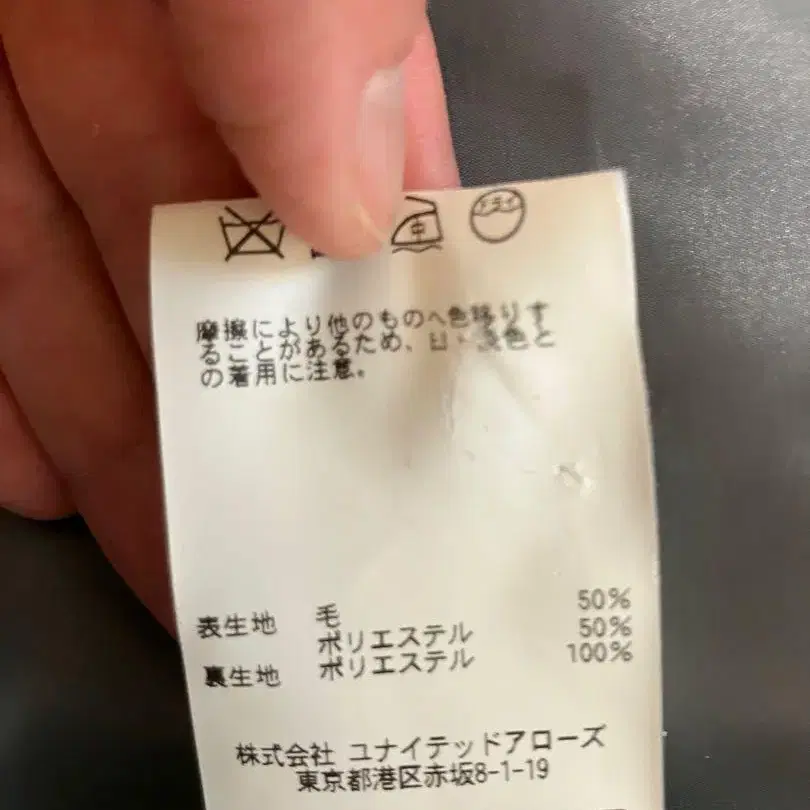 中 ドライ
摩擦により他のものへ色移りす
ることがあるため、白・淡色と
の着用に注意。
表生地 毛 50%
ポリエステル 50%
裏生地 ポリエステル 100%
株式会社 ユナイテッドアローズ
東京都港区赤坂8-1-19